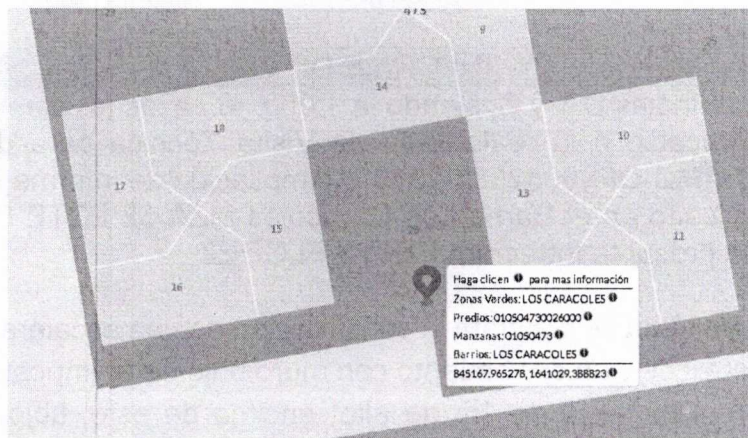 473
9
14
18
10
17
13
15
11
16
Haga clic en para mas información
Zonas Verdes: LOS CARACOLES
Predios: 010504730026000
Manzanas: 01050473
Barrios: LOS CARACOLES
845167.965278, 1641029.388823